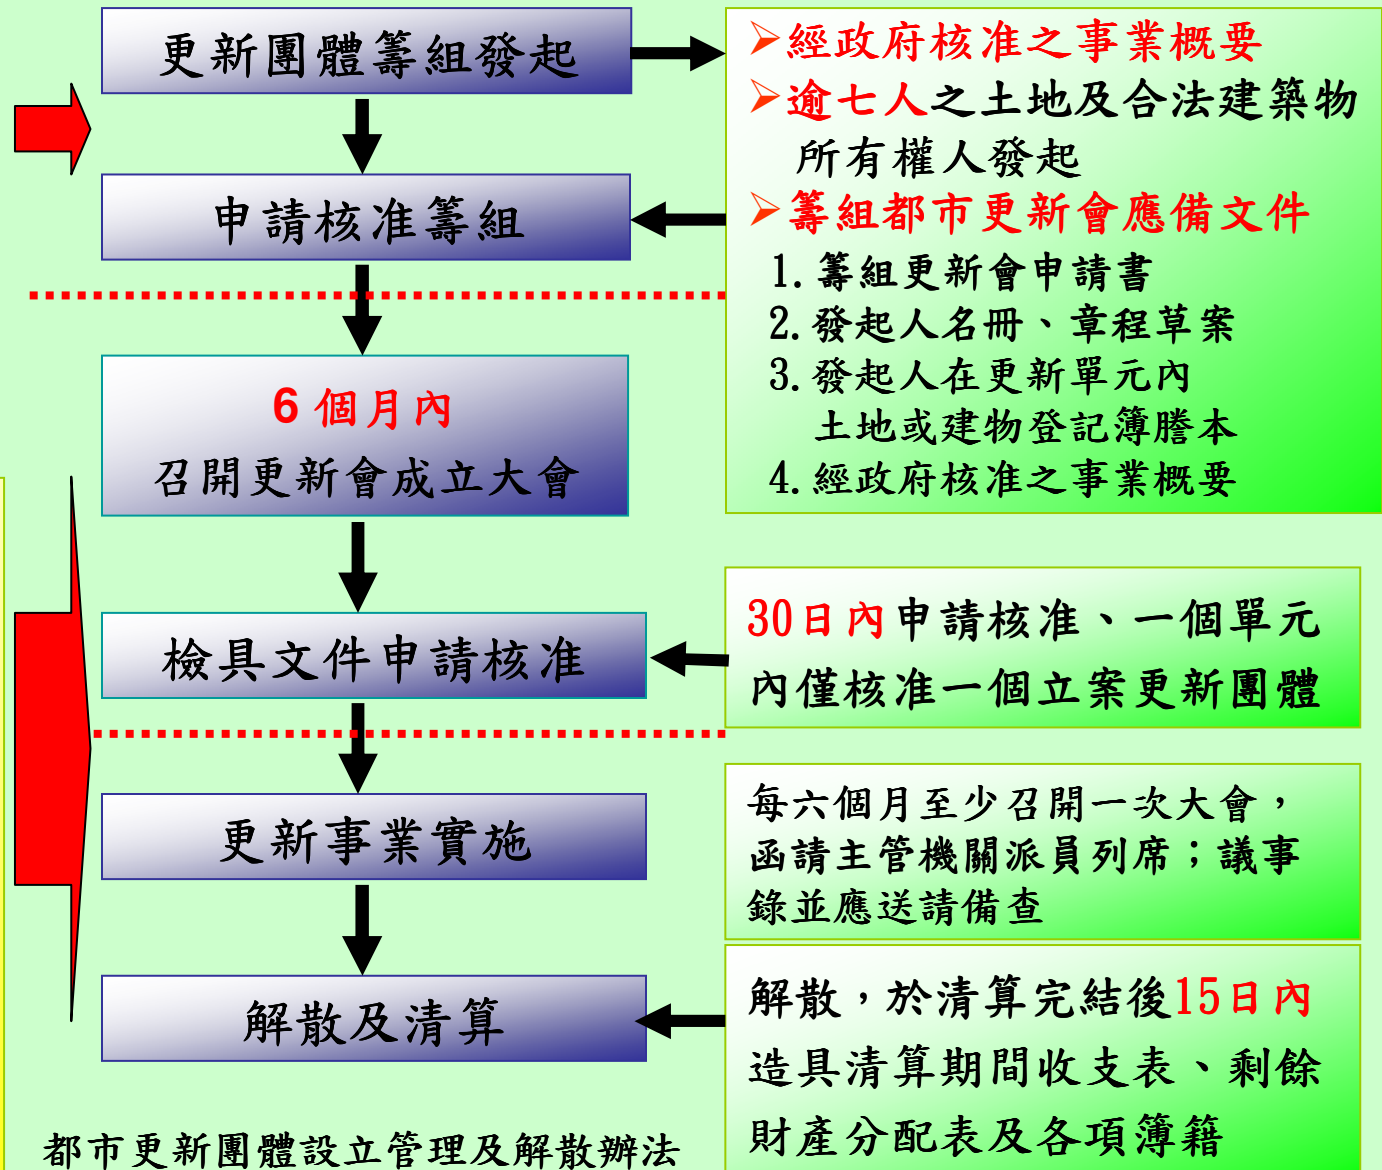 更新團體籌組發起
申請核准籌組
6 個月內
召開更新會成立大會
檢具文件申請核准
更新事業實施
解散及清算
都市更新團體設立管理及解散辦法
➢經政府核准之事業概要
➢逾七人之土地及合法建築物
所有權人發起
➢籌組都市更新會應備文件
1.籌組更新會申請書
2.發起人名冊、章程草案
3.發起人在更新單元內
土地或建物登記簿謄本
4.經政府核准之事業概要
30日內申請核准、一個單元
內僅核准一個立案更新團體
每六個月至少召開一次大會，
函請主管機關派員列席；議事
錄並應送請備查
解散，於清算完結後15日內
造具清算期間收支表、剩餘
財產分配表及各項簿籍